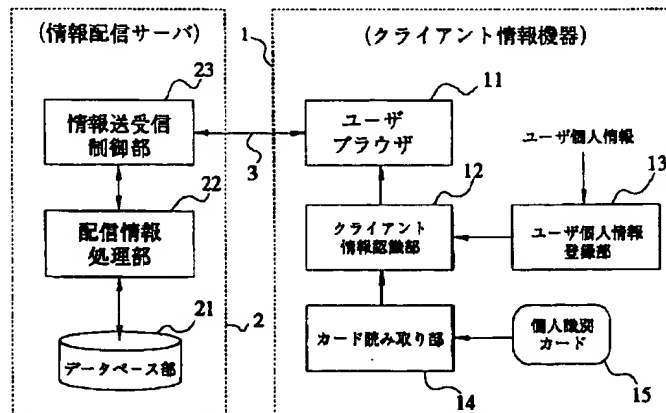 (情報配信サーバ)
23
情報送受信
制御部
22
配信情報
処理部
21
データベース部
2
1
3
(クライアント情報機器)
11
ユーザ
ブラウザ
12
クライアント
情報認識部
ユーザ個人情報
13
ユーザ個人情報
登録部
カード読み取り部
14
個人識別
カード
15